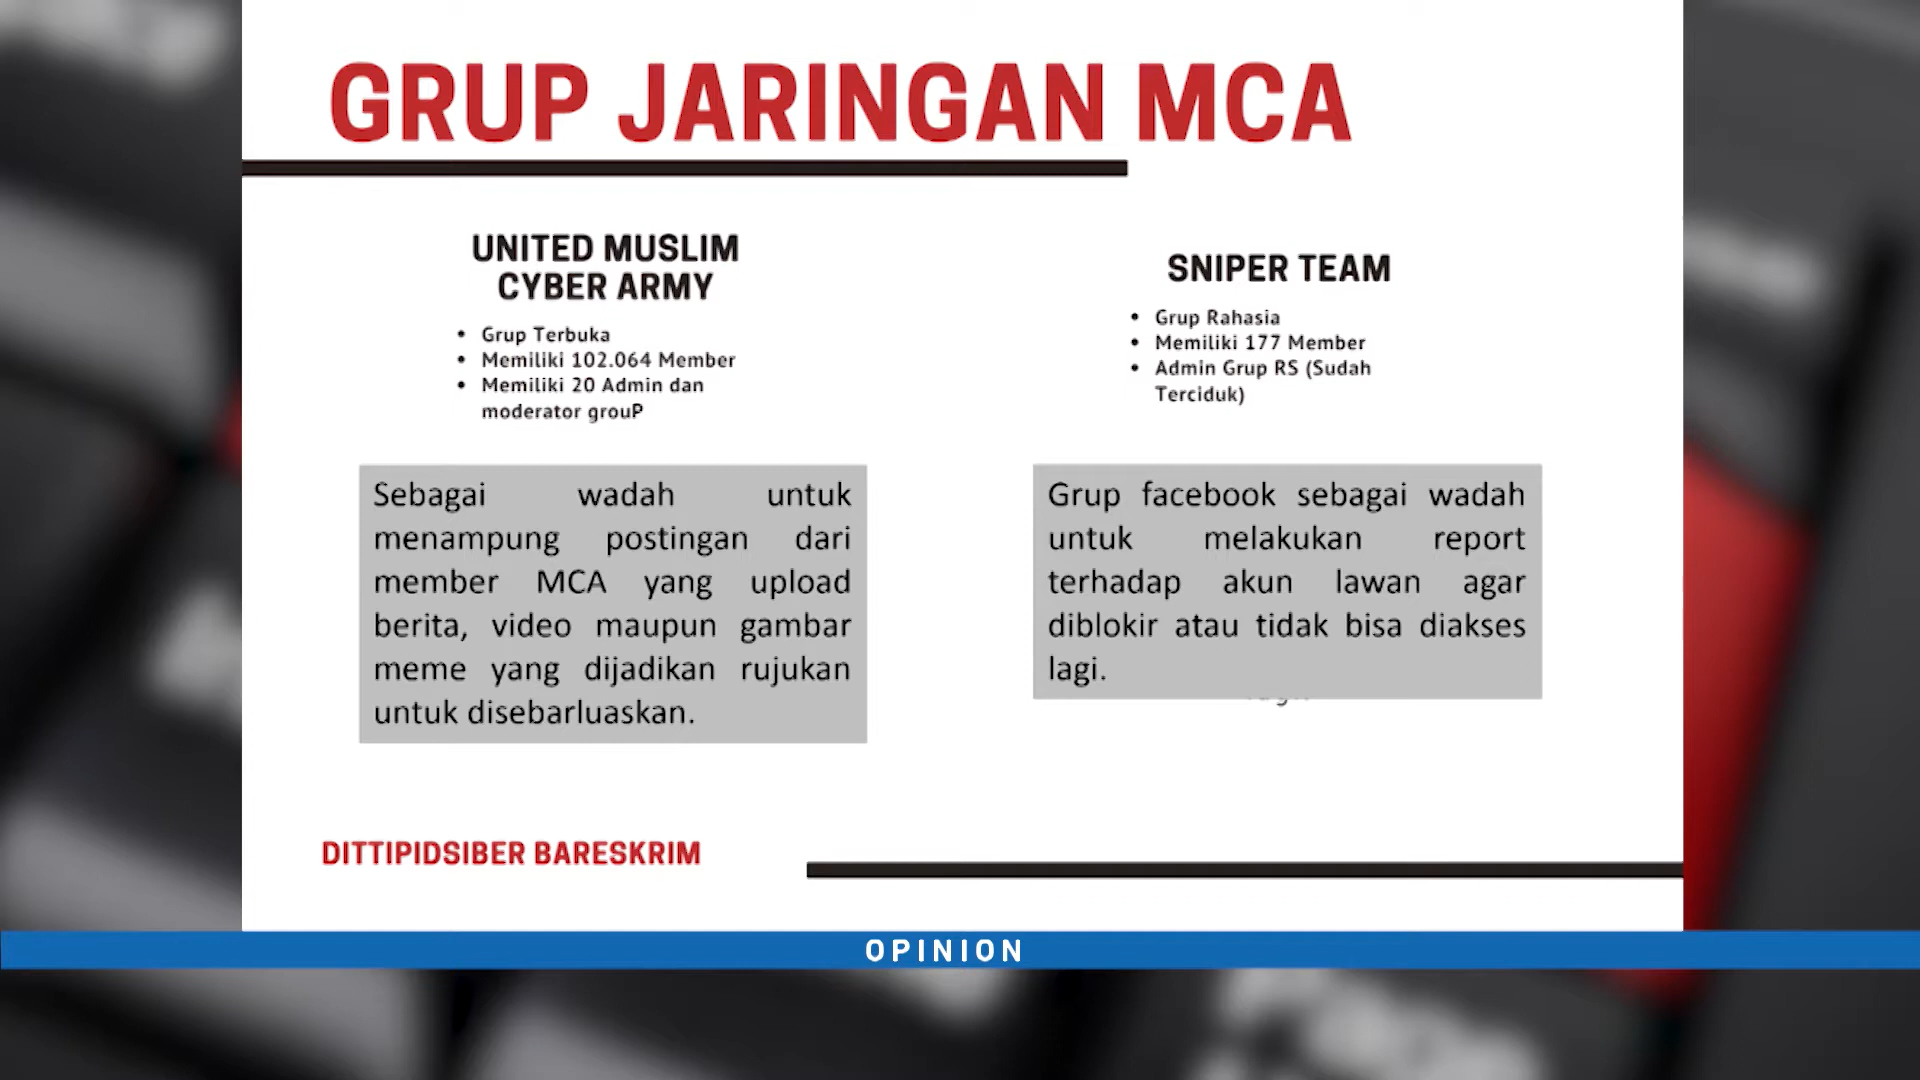 GRUP JARINGAN MCA
UNITED MUSLIM
CYBER ARMY
• Grup Terbuka
• Memiliki 102.064 Member
• Memiliki 20 Admin dan
moderator grouP
Sebagai wadah untuk
menampung postingan dari
member MCA yang upload
berita, video maupun gambar
meme yang dijadikan rujukan
untuk disebarluaskan.
SNIPER TEAM
• Grup Rahasia
• Memiliki 177 Member
• Admin Grup RS (Sudah
Terciduk)
Grup facebook sebagai wadah
untuk melakukan report
terhadap akun lawan agar
diblokir atau tidak bisa diakses
lagi.
DITTIPIDSIBER BARESKRIM
OPINION